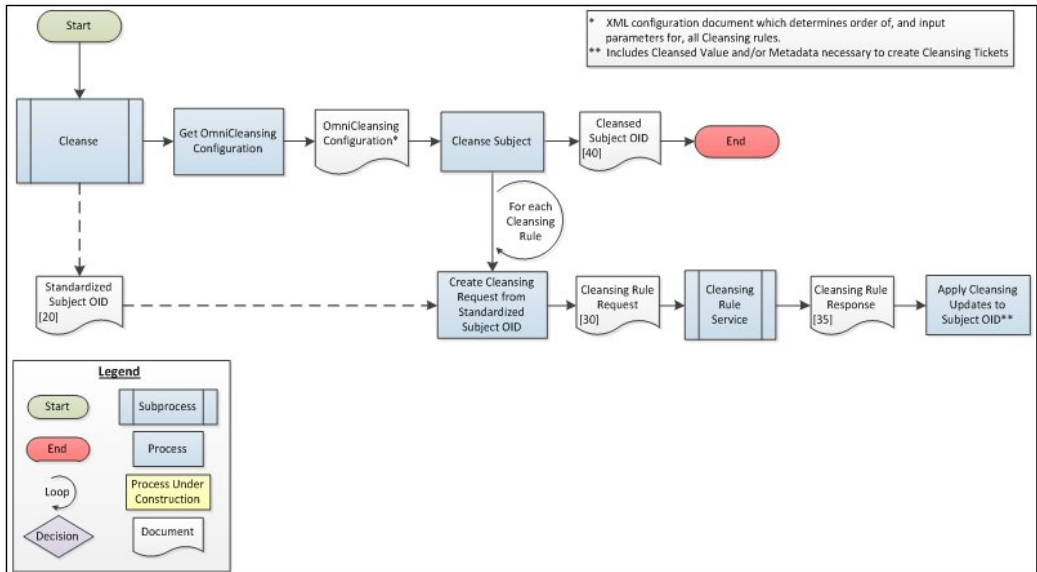 Start
* XML configuration document which determines order of, and input
parameters for, all Cleansing rules.
** Includes Cleansed Value and/or Metadata necessary to create Cleansing Tickets
Cleanse
Get OmniCleansing
Configuration
OmniCleansing
Configuration*
Cleanse Subject
Cleansed
Subject OID
[40]
End
For each
Cleansing
Rule
Standardized
Subject OID
[20]
Create Cleansing
Request from
Standardized
Subject OID
Cleansing Rule
Request
[30]
Cleansing
Rule
Service
Cleansing Rule
Response
[35]
Apply Cleansing
Updates to
Subject OID**
Legend
Start
Subprocess
End
Process
Loop
Process Under
Construction
Decision
Document